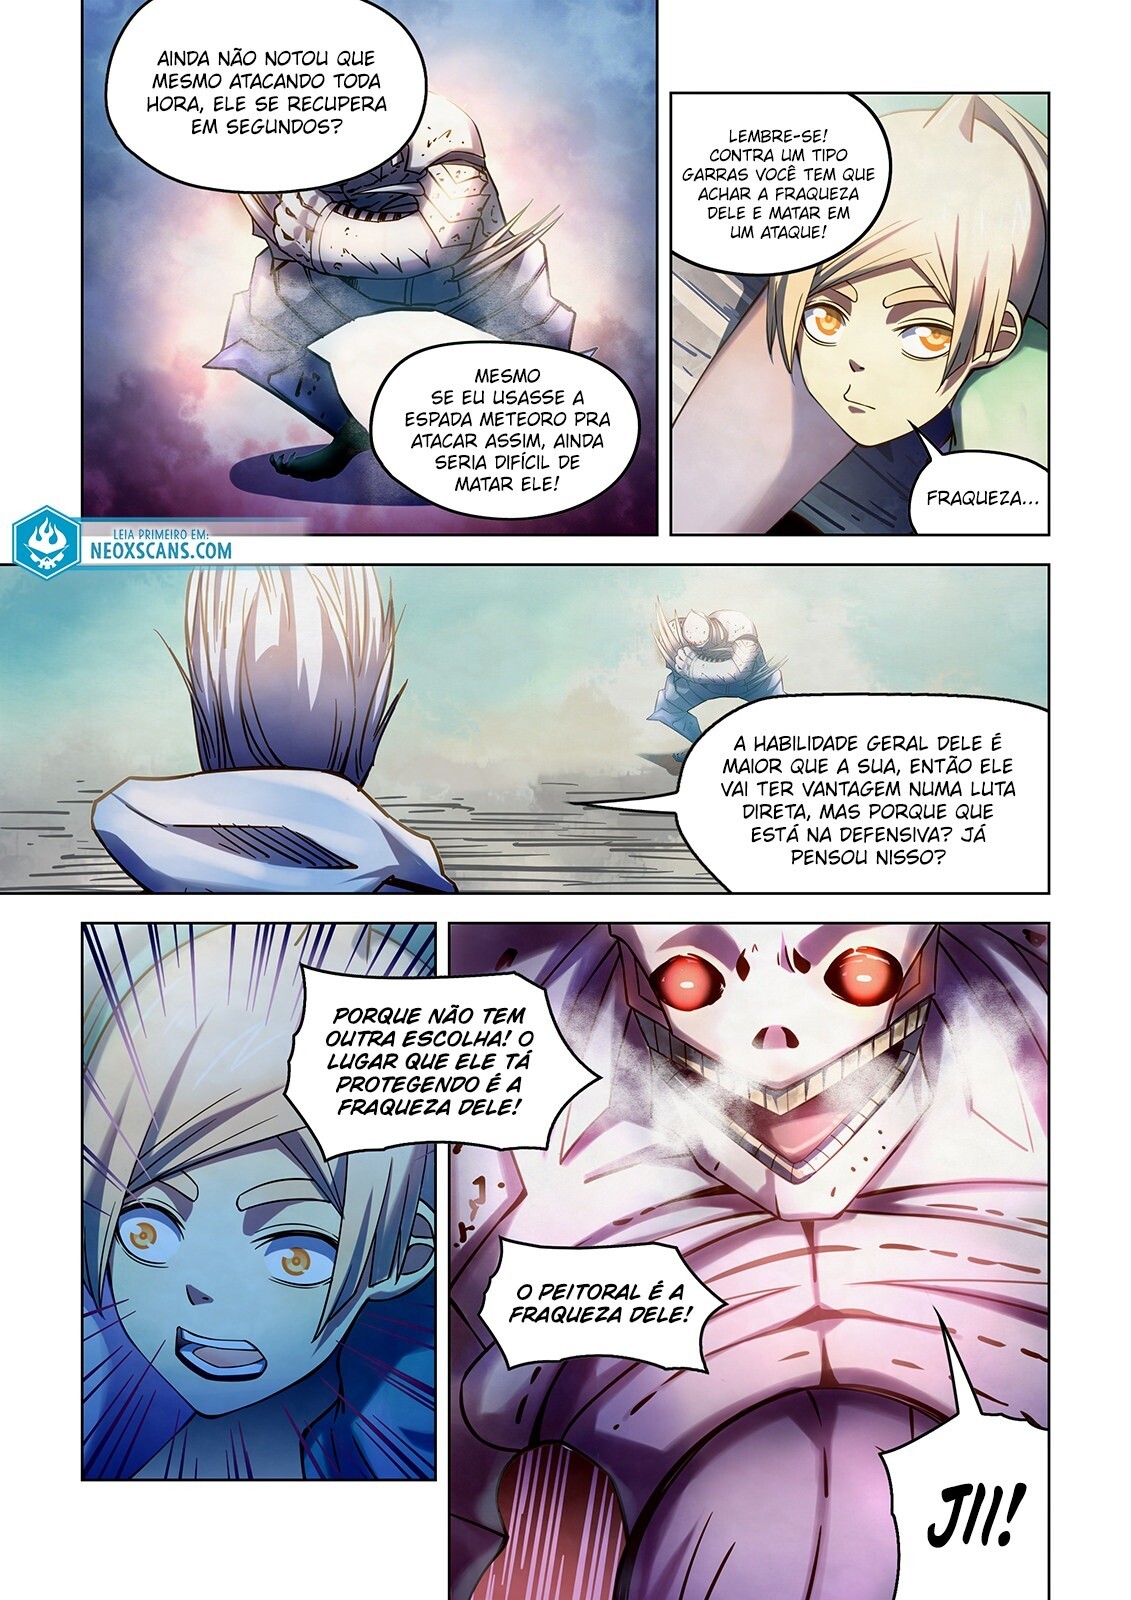 AINDA NÃO NOTOU QUE
MESMO ATACANDO TODA
HORA, ELE SE RECUPERA
EM SEGUNDOS?
MESMO
SE EU USASSE A
ESPADA METEORO PRA
ATACAR ASSIM, AINDA
SERIA DIFÍCIL DE
MATAR ELE!
LEMBRE-SE!
CONTRA UM TIPO
GARRAS VOCÊ TEM QUE
ACHAR A FRAQUEZA
DELE E MATAR EM
UM ATAQUE!
FRAQUEZA...
LEIA PRIMEIRO EM:
NEOXSCANS.COM
A HABILIDADE GERAL DELE É
MAIOR QUE A SUA, ENTÃO ELE
VAI TER VANTAGEM NUMA LUTA
DIRETA, MAS PORQUE QUE
ESTÁ NA DEFENSIVA? JÁ
PENSOU NISSO?
PORQUE NÃO TEM
OUTRA ESCOLHA! O
LUGAR QUE ELE TÁ
PROTEGENDO É A
FRAQUEZA DELE!
O PEITORAL É A
FRAQUEZA DELE!
JII!